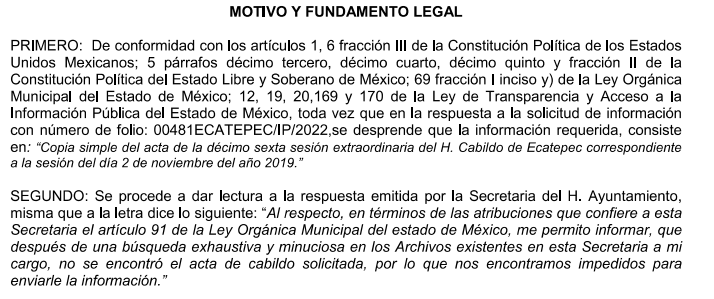 MOTIVO Y FUNDAMENTO LEGAL
PRIMERO: De conformidad con los artículos 1, 6 fracción III de la Constitución Política de los Estados
Unidos Mexicanos; 5 párrafos décimo tercero, décimo cuarto, décimo quinto y fracción II de la
Constitución Política del Estado Libre y Soberano de México; 69 fracción I inciso y) de la Ley Orgánica
Municipal del Estado de México; 12, 19, 20,169 y 170 de la Ley de Transparencia y Acceso a la
Información Pública del Estado de México, toda vez que en la respuesta a la solicitud de información
con número de folio: 00481ECATEPEC/IP/2022,se desprende que la información requerida, consiste
en: “Copia simple del acta de la décimo sexta sesión extraordinaria del H. Cabildo de Ecatepec correspondiente
a la sesión del día 2 de noviembre del año 2019.”
SEGUNDO: Se procede a dar lectura a la respuesta emitida por la Secretaria del H. Ayuntamiento,
misma que a la letra dice lo siguiente: “Al respecto, en términos de las atribuciones que confiere a esta
Secretaria el artículo 91 de la Ley Orgánica Municipal del estado de México, me permito informar, que
después de una búsqueda exhaustiva y minuciosa en los Archivos existentes en esta Secretaria a mi
cargo, no se encontró el acta de cabildo solicitada, por lo que nos encontramos impedidos para
enviarle la información.”